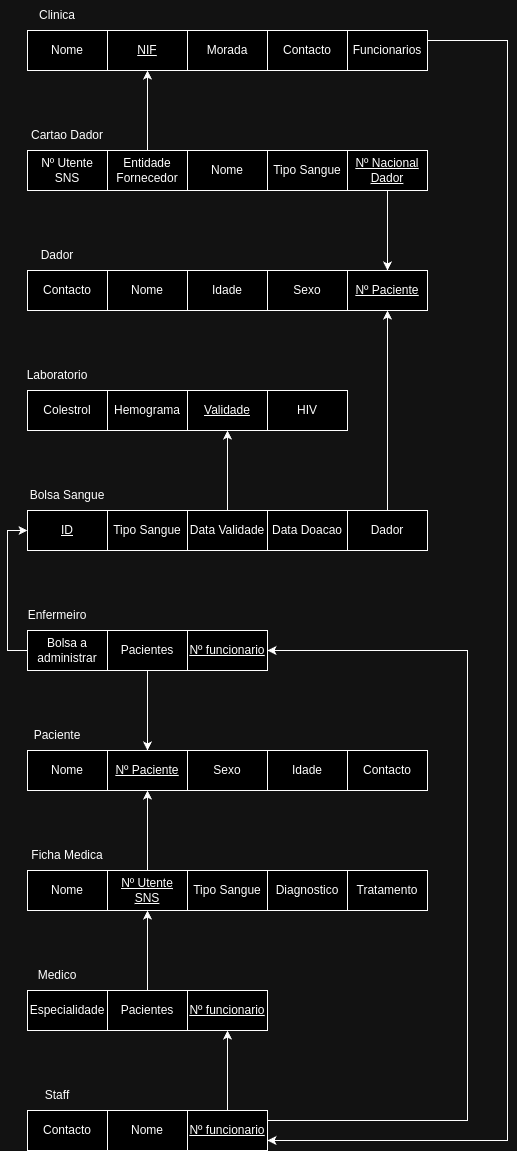 Clinica
Nome NIF Morada Contacto Funcionarios
Cartao Dador
Nº Utente SNS Entidade Fornecedor Nome Tipo Sangue Nº Nacional Dador
Dador
Contacto Nome Idade Sexo Nº Paciente
Laboratorio
Colestrol Hemograma Validade HIV
Bolsa Sangue
ID Tipo Sangue Data Validade Data Doacao Dador
Enfermeiro
Bolsa a administrar Pacientes Nº funcionario
Paciente
Nome Nº Paciente Sexo Idade Contacto
Ficha Medica
Nome Nº Utente SNS Tipo Sangue Diagnostico Tratamento
Medico
Especialidade Pacientes Nº funcionario
Staff
Contacto Nome Nº funcionario